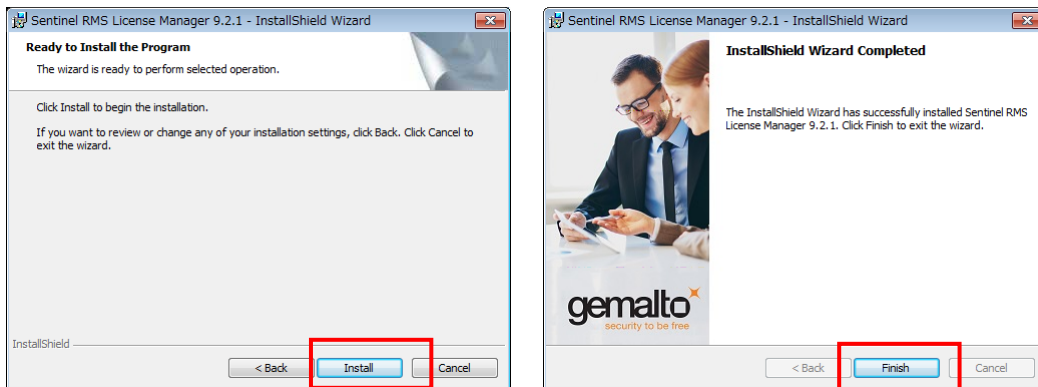 Sentinel RMS License Manager 9.2.1 - InstallShield Wizard
Ready to Install the Program
The wizard is ready to perform selected operation.
Click Install to begin the installation.
If you want to review or change any of your installation settings, click Back. Click Cancel to
exit the wizard.
InstallShield
< Back
Install
Cancel
Sentinel RMS License Manager 9.2.1 - InstallShield Wizard
InstallShield Wizard Completed
The InstallShield Wizard has successfully installed Sentinel RMS
License Manager 9.2.1. Click Finish to exit the wizard.
gemalto
security to be free
< Back
Finish
Cancel